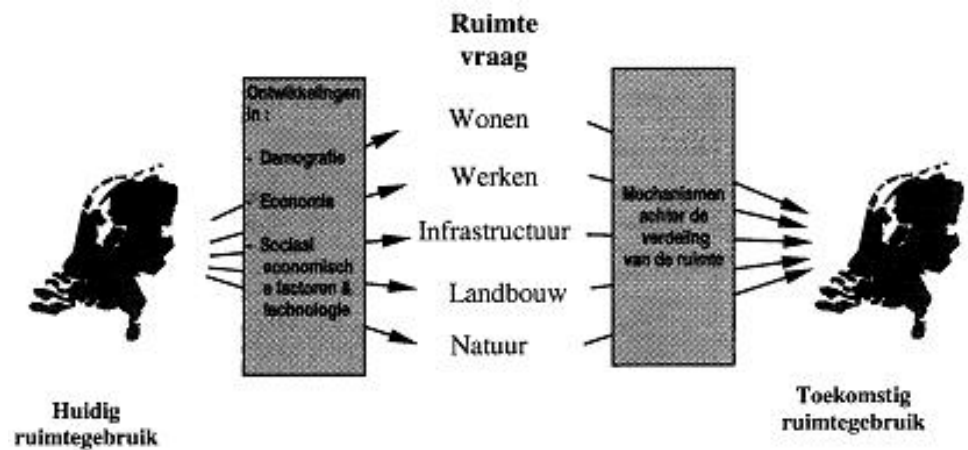 Ruimte
vraag
Ontwikkelingen
in :
- Demografie
- Economie
- Sociaal
economisch
e factoren &
technologie
Wonen
Werken
Infrastructuur
Landbouw
Natuur
Mechanismen
achter de
verdeling
van de ruimte
Huidig
ruimtegebruik
Toekomstig
ruimtegebruik